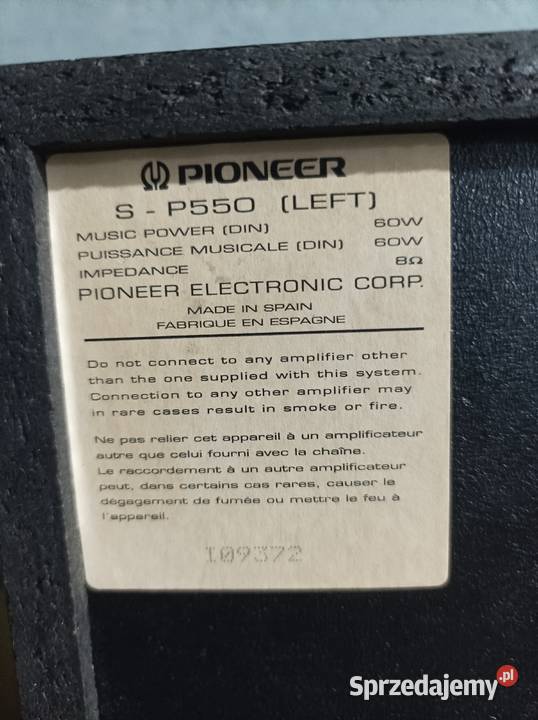 PIONEER
S - P550 (LEFT)
MUSIC POWER (DIN) 60W
PUISSANCE MUSICALE (DIN) 60W
IMPEDANCE 8Ω
PIONEER ELECTRONIC CORP.
MADE IN SPAIN
FABRIQUE EN ESPAGNE
Do not connect to any amplifier other
than the one supplied with this system.
Connection to any other amplifier may
in rare cases result in smoke or fire.
Ne pas relier cet appareil à un amplificateur
autre que celui fourni avec la chaîne.
Le raccordement à un autre amplificateur
peut, dans certains cas rares, causer le
dégagement de fumée ou mettre le feu à
l'appareil.
I09372
Sprzedajemy.pl